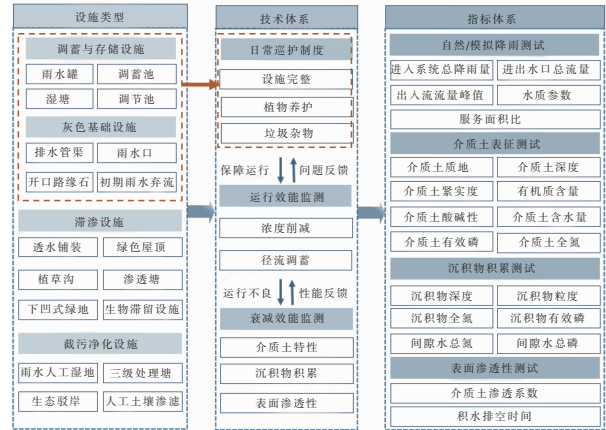 设施类型
调蓄与存储设施
雨水罐
调蓄池
湿塘
调节池
灰色基础设施
排水管渠
雨水口
开口路缘石
初期雨水弃流
滞渗设施
透水铺装
绿色屋顶
植草沟
渗透塘
下凹式绿地
生物滞留设施
截污净化设施
雨水人工湿地
三级处理塘
生态驳岸
人工土壤渗滤
技术体系
日常巡护制度
设施完整
植物养护
垃圾杂物
保障运行
问题反馈
运行效能监测
浓度削减
径流调蓄
运行不良
性能反馈
衰减效能监测
介质土特性
沉积物积累
表面渗透性
指标体系
自然/模拟降雨测试
进入系统总降雨量
进出水口总流量
出入流流量峰值
水质参数
服务面积比
介质土表征测试
介质土质地
介质土深度
介质土紧实度
有机质含量
介质土酸碱性
介质土含水量
介质土有效磷
介质土全氮
沉积物积累测试
沉积物深度
沉积物粒度
沉积物全氮
沉积物有效磷
间隙水总氮
间隙水总磷
表面渗透性测试
介质土渗透系数
积水排空时间